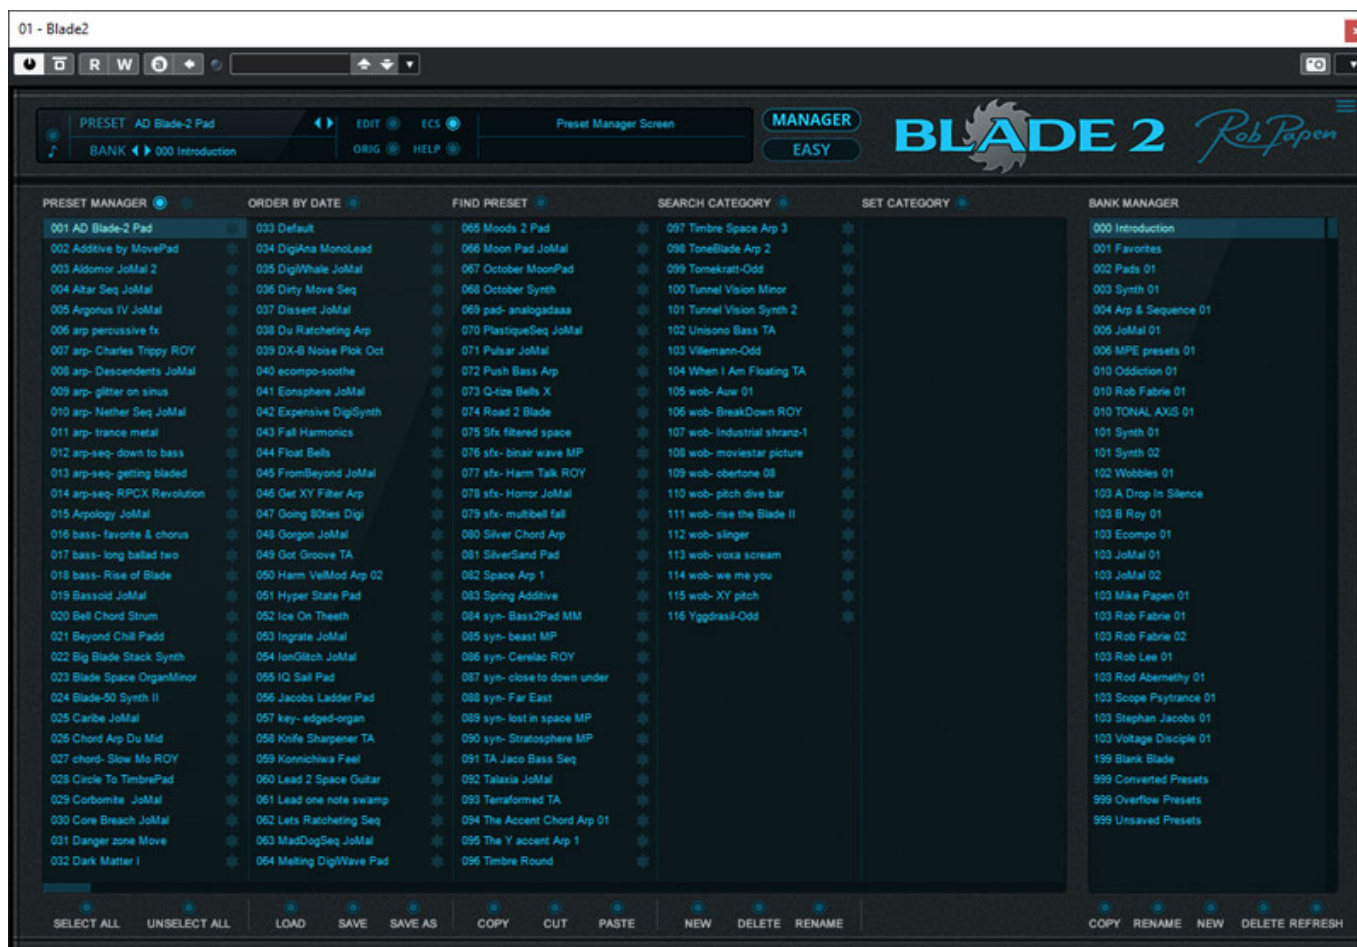 01 - Blade2
R W
PRESET AD Blade-2 Pad EDIT ECS Preset Manager Screen MANAGER
BANK 000 Introduction ORIG HELP EASY
BLADE 2 Rob Papen
PRESET MANAGER ORDER BY DATE FIND PRESET SEARCH CATEGORY SET CATEGORY BANK MANAGER
001 AD Blade-2 Pad
002 Additive by MovePad
003 Aldomor JoMal 2
004 Altar Seq JoMal
005 Argonus IV JoMal
006 arp percussive fx
007 arp- Charles Trippy ROY
008 arp- Descendents JoMal
009 arp- glitter on sinus
010 arp- Nether Seq JoMal
011 arp- trance metal
012 arp-seq- down to bass
013 arp-seq- getting bladed
014 arp-seq- RPCX Revolution
015 Arpology JoMal
016 bass- favorite & chorus
017 bass- long ballad two
018 bass- Rise of Blade
019 Bassoid JoMal
020 Bell Chord Strum
021 Beyond Chill Padd
022 Big Blade Stack Synth
023 Blade Space OrganMinor
024 Blade-50 Synth II
025 Caribe JoMal
026 Chord Arp Du Mid
027 chord- Slow Mo ROY
028 Circle To TimbrePad
029 Corbomite JoMal
030 Core Breach JoMal
031 Danger zone Move
032 Dark Matter I
033 Default
034 DigiAna MonoLead
035 DigiWhale JoMal
036 Dirty Move Seq
037 Dissent JoMal
038 Du Ratcheting Arp
039 DX-B Noise Plok Oct
040 ecompo-soothe
041 Eonsphere JoMal
042 Expensive DigiSynth
043 Fall Harmonics
044 Float Bells
045 FromBeyond JoMal
046 Get XY Filter Arp
047 Going 80ties Digi
048 Gorgon JoMal
049 Got Groove TA
050 Harm VelMod Arp 02
051 Hyper State Pad
052 Ice On Theeth
053 Ingrate JoMal
054 IonGlitch JoMal
055 IQ Sail Pad
056 Jacobs Ladder Pad
057 key- edged-organ
058 Knife Sharpener TA
059 Konnichiwa Feel
060 Lead 2 Space Guitar
061 Lead one note swamp
062 Lets Ratcheting Seq
063 MadDogSeq JoMal
064 Melting DigiWave Pad
065 Moods 2 Pad
066 Moon Pad JoMal
067 October MoonPad
068 October Synth
069 pad- analogadaaa
070 PlastiqueSeq JoMal
071 Pulsar JoMal
072 Push Bass Arp
073 Q-tize Bells X
074 Road 2 Blade
075 Sfx filtered space
076 sfx- binair wave MP
077 sfx- Harm Talk ROY
078 sfx- Horror JoMal
079 sfx- multibell fall
080 Silver Chord Arp
081 SilverSand Pad
082 Space Arp 1
083 Spring Additive
084 syn- Bass2Pad MM
085 syn- beast MP
086 syn- Cerelac ROY
087 syn- close to down under
088 syn- Far East
089 syn- lost in space MP
090 syn- Stratosphere MP
091 TA Jaco Bass Seq
092 Talaxia JoMal
093 Terraformed TA
094 The Accent Chord Arp 01
095 The Y accent Arp 1
096 Timbre Round
097 Timbre Space Arp 3
098 ToneBlade Arp 2
099 Tornekratt-Odd
100 Tunnel Vision Minor
101 Tunnel Vision Synth 2
102 Unisono Bass TA
103 Villemann-Odd
104 When I Am Floating TA
105 wob- Auw 01
106 wob- BreakDown ROY
107 wob- Industrial shranz-1
108 wob- moviestar picture
109 wob- obertone 08
110 wob- pitch dive bar
111 wob- rise the Blade II
112 wob- slinger
113 wob- voxa scream
114 wob- we me you
115 wob- XY pitch
116 Yggdrasil-Odd
000 Introduction
001 Favorites
002 Pads 01
003 Synth 01
004 Arp & Sequence 01
005 JoMal 01
006 MPE presets 01
010 Oddiction 01
010 Rob Fabrie 01
010 TONAL AXiS 01
101 Synth 01
101 Synth 02
102 Wobbles 01
103 A Drop In Silence
103 B Roy 01
103 Ecompo 01
103 JoMal 01
103 JoMal 02
103 Mike Papen 01
103 Rob Fabrie 01
103 Rob Fabrie 02
103 Rob Lee 01
103 Rod Abernethy 01
103 Scope Psytrance 01
103 Stephan Jacobs 01
103 Voltage Disciple 01
199 Blank Blade
999 Converted Presets
999 Overflow Presets
999 Unsaved Presets
SELECT ALL UNSELECT ALL LOAD SAVE SAVE AS COPY CUT PASTE NEW DELETE RENAME COPY RENAME NEW DELETE REFRESH